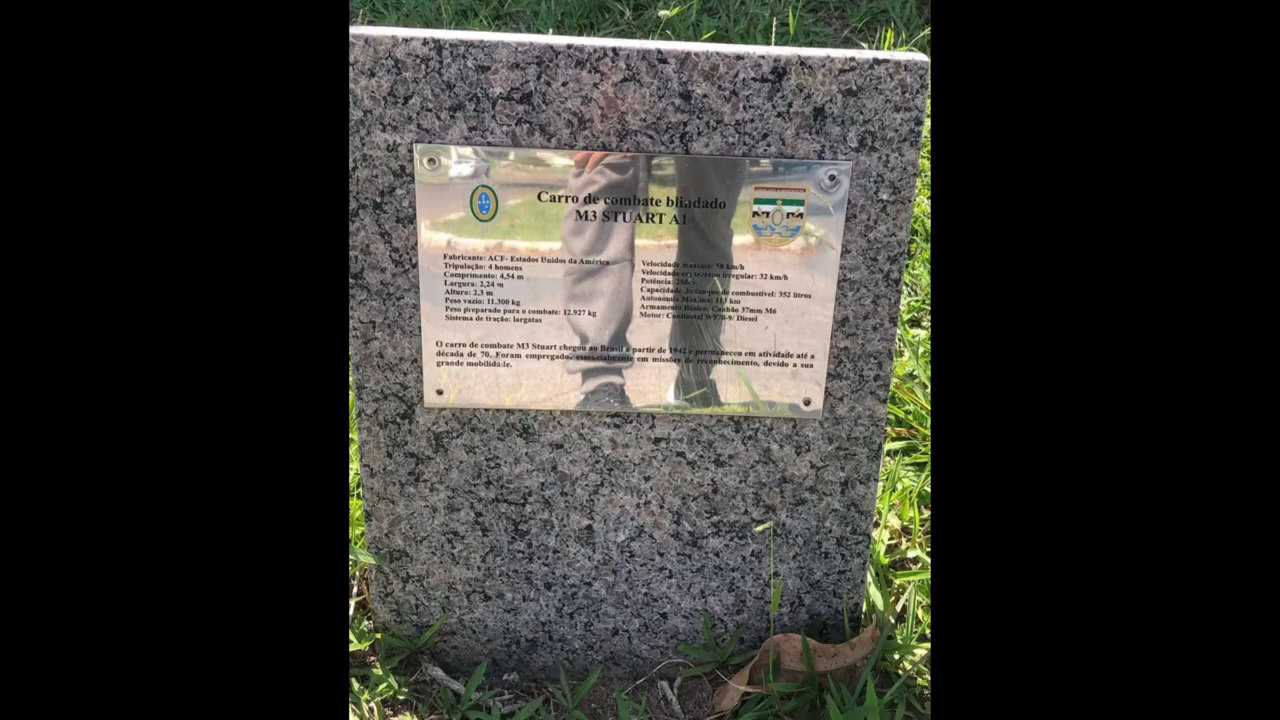 Carro de combate blindado
M3 STUART A1
Fabricante: ACF- Estados Unidos da América
Tripulação: 4 homens
Comprimento: 4,54 m
Largura: 2,24 m
Altura: 2,3 m
Peso vazio: 11.300 kg
Peso preparado para o combate: 12.927 kg
Sistema de tração: largatas
Velocidade máxima: 58 km/h
Velocidade em terreno irregular: 32 km/h
Potência: 250cv
Capacidade do tanque de combustível: 352 litros
Autonomia Máxima: 113 km
Armamento Básico: Canhão 37mm M6
Motor: Continetal W970-9/ Diesel
O carro de combate M3 Stuart chegou ao Brasil a partir de 1942 e permaneceu em atividade até a
década de 70. Foram empregados essencialmente em missões de reconhecimento, devido a sua
grande mobilidade.